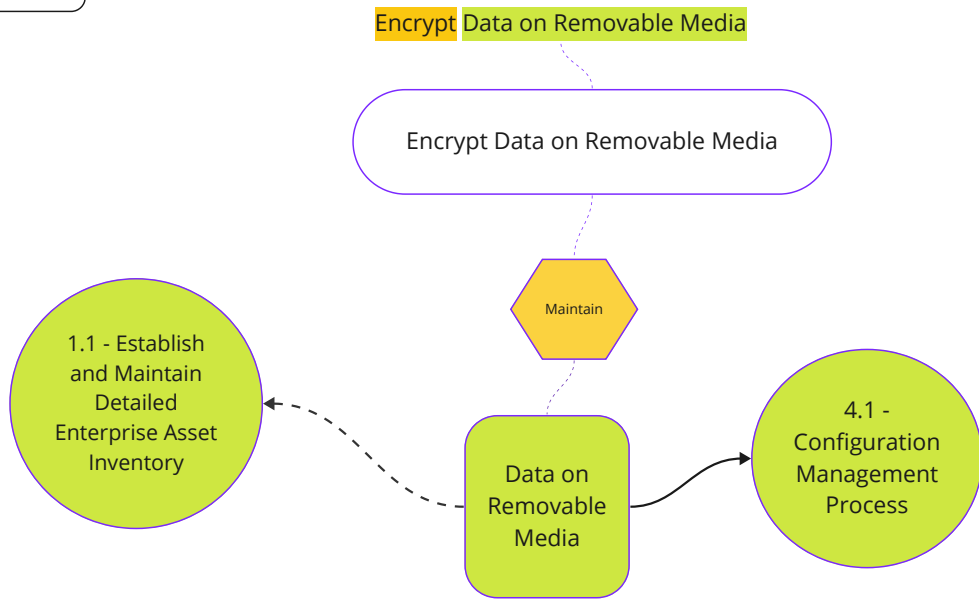 Encrypt Data on Removable Media
Encrypt Data on Removable Media
Maintain
1.1 - Establish
and Maintain
Detailed
Enterprise Asset
Inventory
Data on
Removable
Media
4.1 -
Configuration
Management
Process